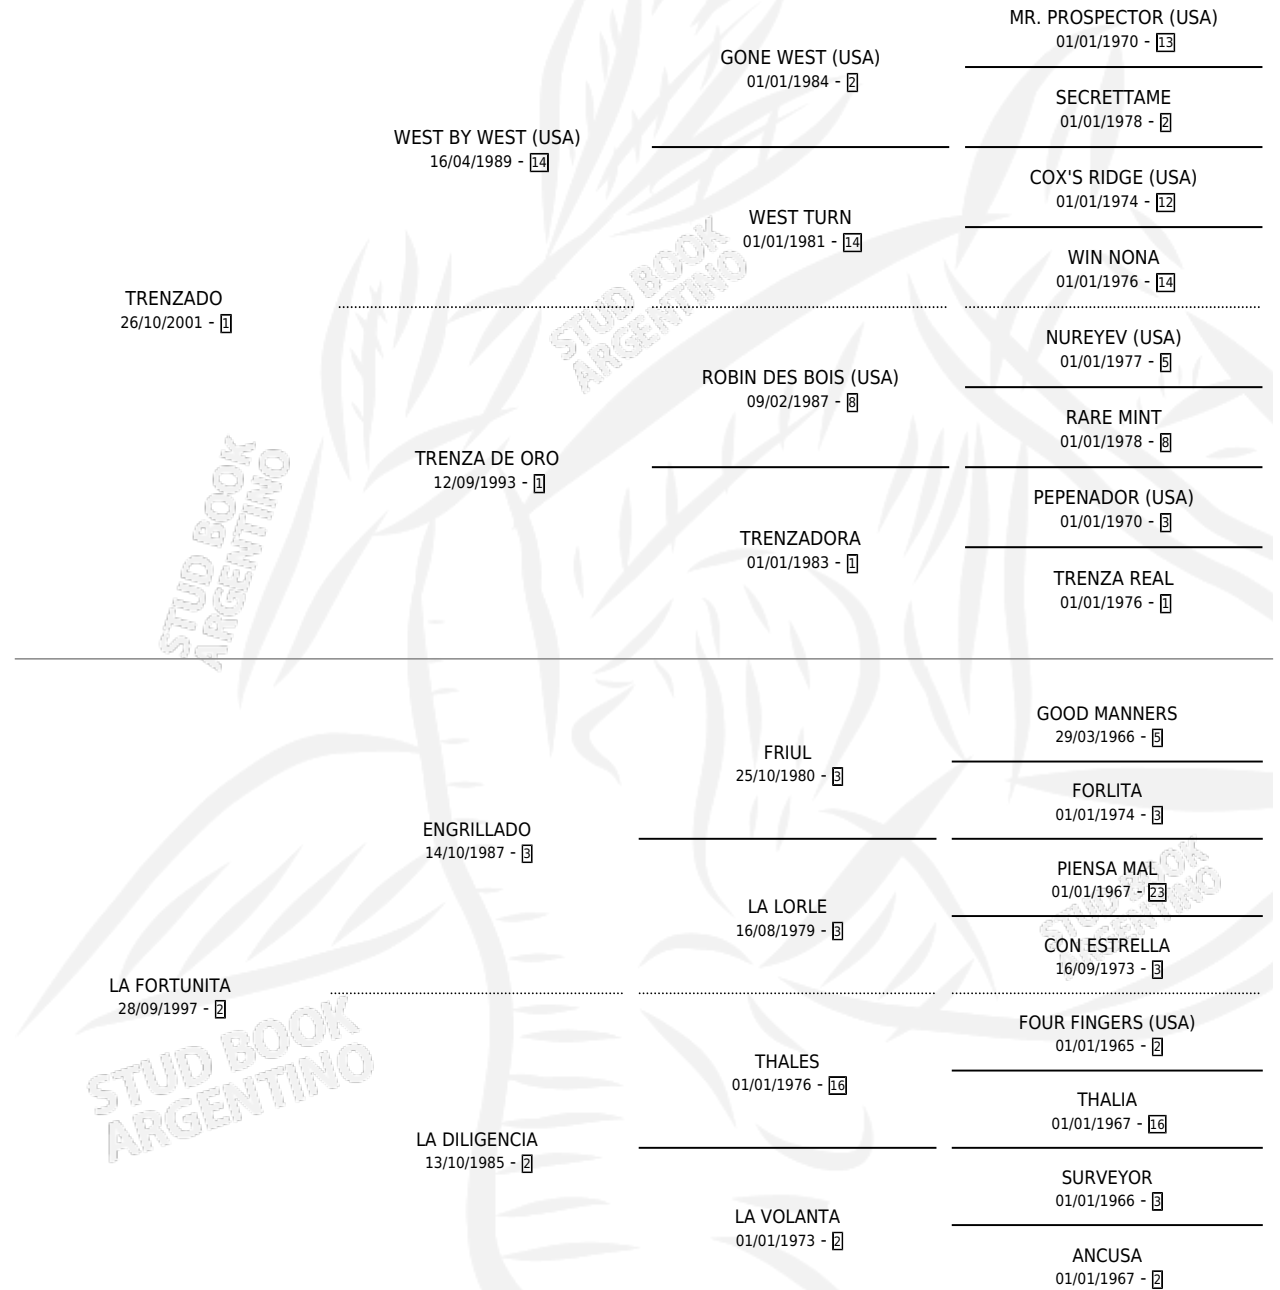 MR. PROSPECTOR (USA)
01/01/1970 - 13
GONE WEST (USA)
01/01/1984 - 2
SECRETTAME
01/01/1978 - 2
WEST BY WEST (USA)
16/04/1989 - 14
COX'S RIDGE (USA)
01/01/1974 - 12
WEST TURN
01/01/1981 - 14
WIN NONA
01/01/1976 - 14
TRENZADO
26/10/2001 - 1
NUREYEV (USA)
01/01/1977 - 5
ROBIN DES BOIS (USA)
09/02/1987 - 8
RARE MINT
01/01/1978 - 8
TRENZA DE ORO
12/09/1993 - 1
PEPENADOR (USA)
01/01/1970 - 3
TRENZADORA
01/01/1983 - 1
TRENZA REAL
01/01/1976 - 1
GOOD MANNERS
29/03/1966 - 5
FRIUL
25/10/1980 - 3
FORLITA
01/01/1974 - 3
ENGRILLADO
14/10/1987 - 3
PIENSA MAL
01/01/1967 - 23
LA LORLE
16/08/1979 - 3
CON ESTRELLA
16/09/1973 - 3
LA FORTUNITA
28/09/1997 - 2
FOUR FINGERS (USA)
01/01/1965 - 2
THALES
01/01/1976 - 16
THALIA
01/01/1967 - 16
LA DILIGENCIA
13/10/1985 - 2
SURVEYOR
01/01/1966 - 3
LA VOLANTA
01/01/1973 - 2
ANCUSA
01/01/1967 - 2
STUD BOOK
ARGENTINO
STUD BOOK
ARGENTINO
STUD BOOK
ARGENTINO
STUD BOOK
ARGENTINO